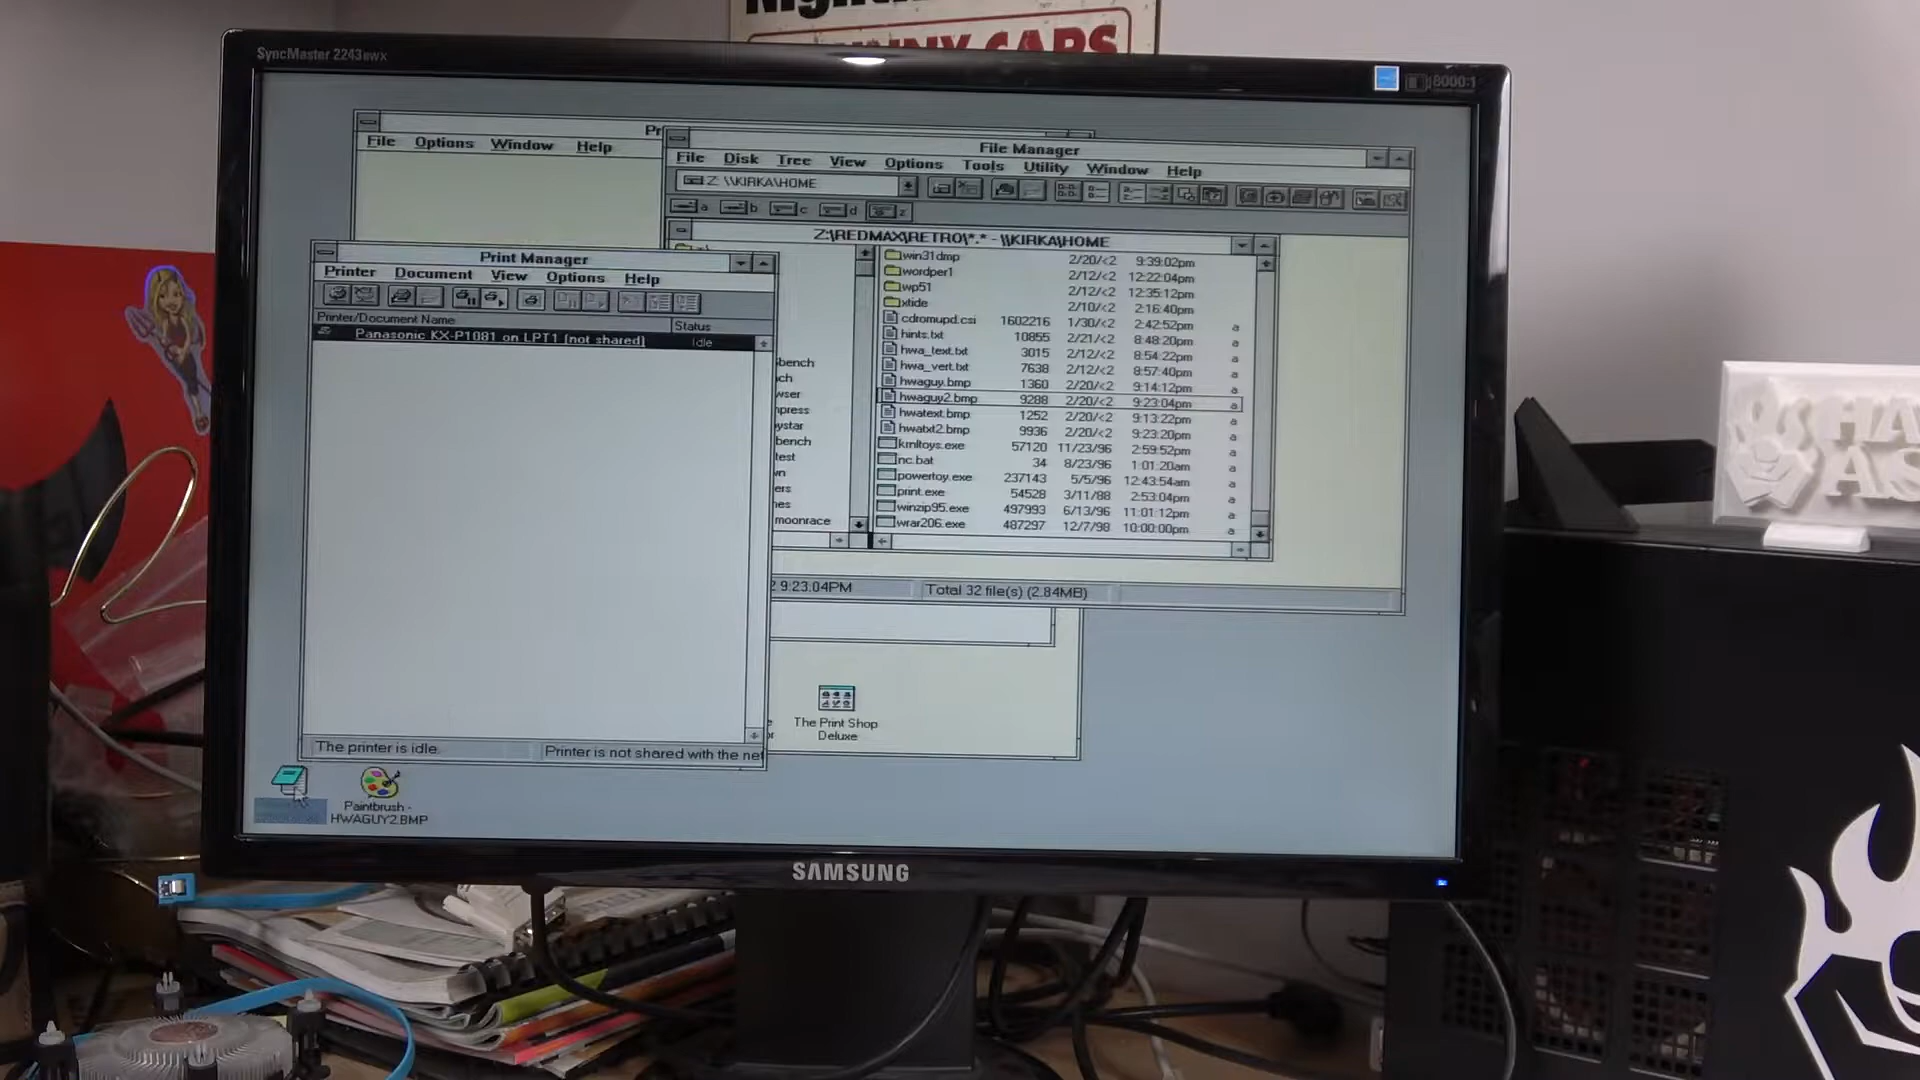 SyncMaster 2243BWX
8000:1
File Options Window Help
File Manager
File Disk Tree View Options Tools Utility Window Help
Z: \\KIRKA\HOME
a b c d z
Z:\REDMAX\RETRO\*.* - \\KIRKA\HOME
win31dmp 2/20/<2 9:39:02pm
wordper1 2/12/<2 12:22:04pm
wp51 2/12/<2 12:35:12pm
xtide 2/10/<2 2:16:40pm
cdromupd.csi 1602216 1/30/<2 2:42:52pm a
hints.txt 10855 2/21/<2 8:48:20pm a
hwa_text.txt 3015 2/12/<2 8:54:22pm a
hwa_vert.txt 7638 2/12/<2 8:57:40pm a
hwaguy.bmp 1360 2/20/<2 9:14:12pm a
hwaguy2.bmp 9288 2/20/<2 9:23:04pm a
hwatext.bmp 1252 2/20/<2 9:13:22pm a
hwatxt2.bmp 9936 2/20/<2 9:23:20pm a
krnltoys.exe 57120 11/23/96 2:59:52pm a
nc.bat 34 8/23/96 1:01:20am a
powertoy.exe 237143 5/5/96 12:43:54am a
print.exe 54528 3/11/88 2:53:04pm a
winzip95.exe 497993 6/13/96 11:01:12pm a
wrar206.exe 487297 12/7/98 10:00:00pm a
moonrace
9:23:04PM Total 32 file(s) (2.84MB)
Print Manager
Printer Document View Options Help
Printer/Document Name Status
Panasonic KX-P1081 on LPT1 (not shared) Idle
The printer is idle. Printer is not shared with the net
The Print Shop
Deluxe
Paintbrush -
HWAGUY2.BMP
SAMSUNG